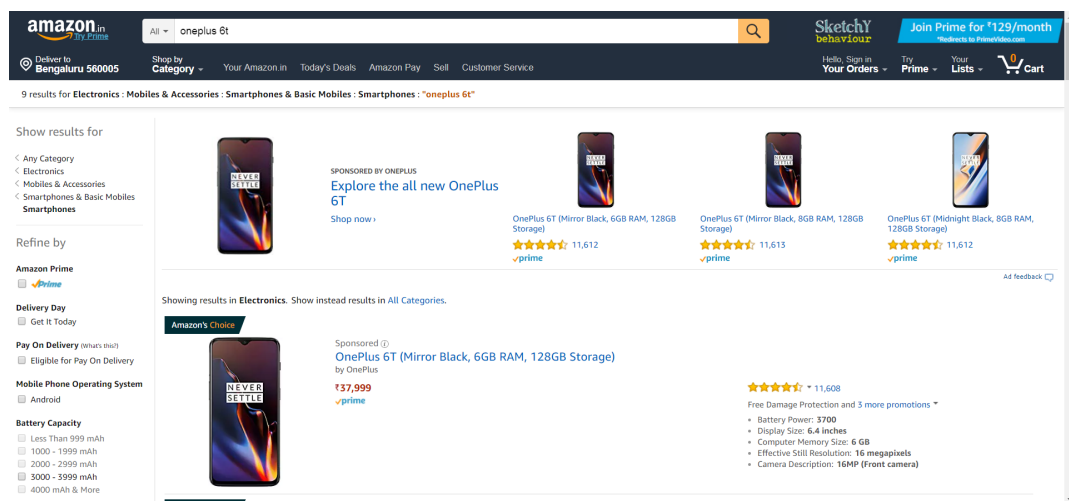 amazon.in
Try Prime
All
oneplus 6t
SketchY
behaviour
Join Prime for ₹129/month
*Redirects to PrimeVideo.com
Deliver to
Bengaluru 560005
Shop by
Category
Your Amazon.in Today's Deals Amazon Pay Sell Customer Service
Hello, Sign in
Your Orders
Try
Prime
Your
Lists
0
Cart
9 results for Electronics : Mobiles & Accessories : Smartphones & Basic Mobiles : Smartphones : "oneplus 6t"
Show results for
Any Category
Electronics
Mobiles & Accessories
Smartphones & Basic Mobiles
Smartphones
Refine by
Amazon Prime
Prime
Delivery Day
Get It Today
Pay On Delivery (What's this?)
Eligible for Pay On Delivery
Mobile Phone Operating System
Android
Battery Capacity
Less Than 999 mAh
1000 - 1999 mAh
2000 - 2999 mAh
3000 - 3999 mAh
4000 mAh & More
NEVER
SETTLE
SPONSORED BY ONEPLUS
Explore the all new OnePlus
6T
Shop now ›
NEVER
SETTLE
OnePlus 6T (Mirror Black, 6GB RAM, 128GB
Storage)
11,612
prime
NEVER
SETTLE
OnePlus 6T (Mirror Black, 8GB RAM, 128GB
Storage)
11,613
prime
NEVER
SETTLE
OnePlus 6T (Midnight Black, 8GB RAM,
128GB Storage)
11,612
prime
Ad feedback
Showing results in Electronics. Show instead results in All Categories.
Amazon's Choice
NEVER
SETTLE
Sponsored
OnePlus 6T (Mirror Black, 6GB RAM, 128GB Storage)
by OnePlus
₹37,999
prime
11,608
Free Damage Protection and 3 more promotions
• Battery Power: 3700
• Display Size: 6.4 inches
• Computer Memory Size: 6 GB
• Effective Still Resolution: 16 megapixels
• Camera Description: 16MP (Front camera)